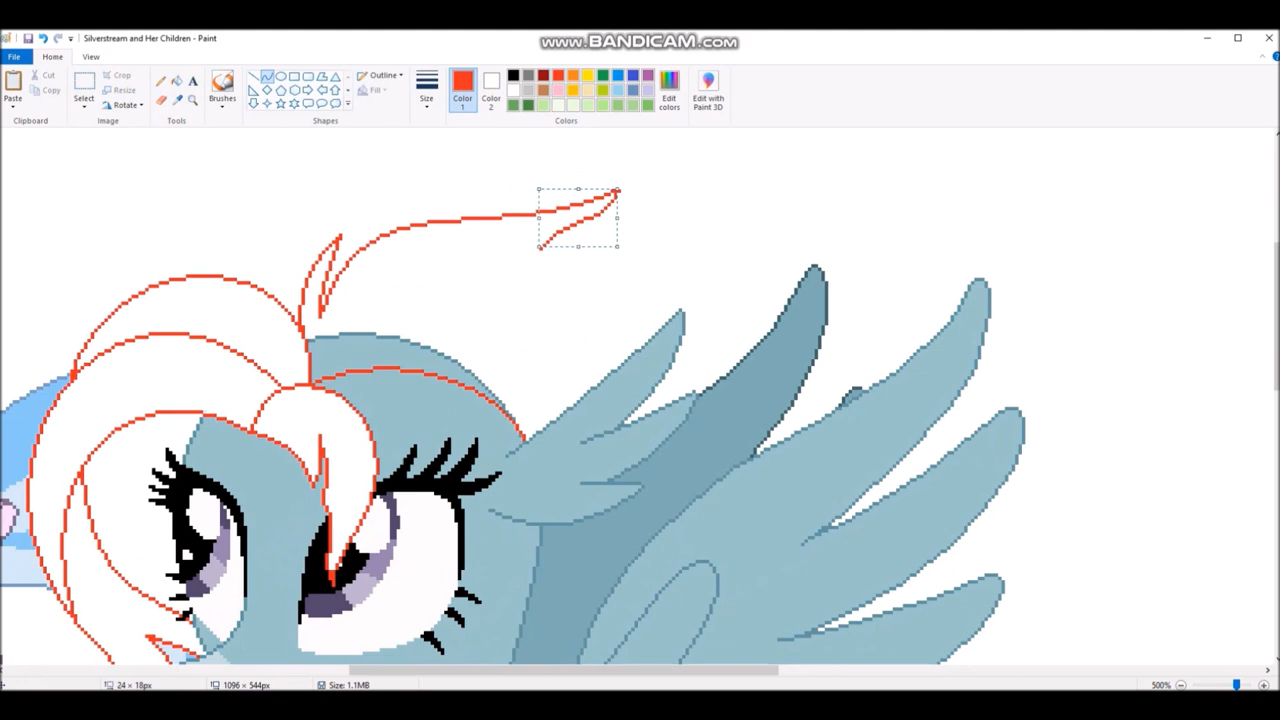 Silverstream and Her Children - Paint
www.BANDICAM.com
File
Home
View
Paste
Cut
Copy
Clipboard
Select
Crop
Resize
Rotate
Image
A
Tools
Brushes
Outline
Fill
Shapes
Size
Color
1
Color
2
Edit
colors
Colors
Edit with
Paint 3D
24 × 18px
1096 × 544px
Size: 1.1MB
500%